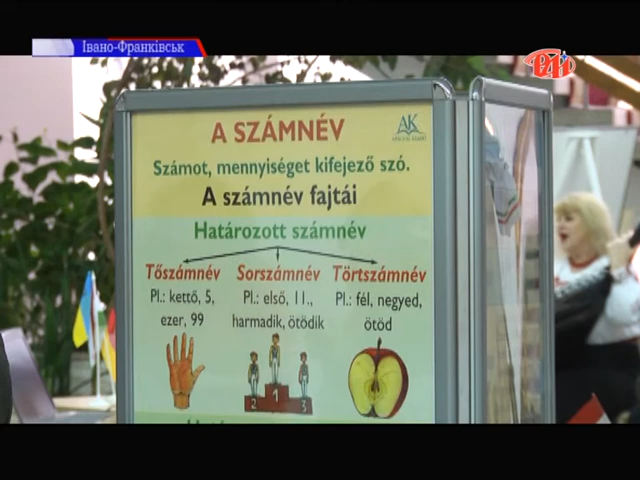 Івано-Франківськ
A SZÁMNÉV
AK
Számot, mennyiséget kifejező szó.
A számnév fajtái
Határozott számnév
Tőszámnév Sorszámnév Törtszámnév
Pl.: kettő, 5, Pl.: első, 11., Pl.: fél, negyed,
ezer, 99 harmadik, ötödik ötöd
2 1 3